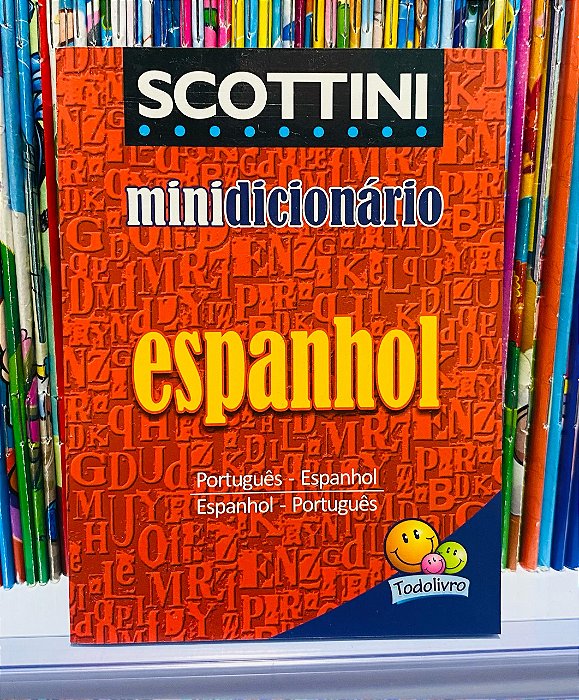 SCOTTINI
minidicionário
espanhol
Português - Espanhol
Espanhol - Português
Todolivro